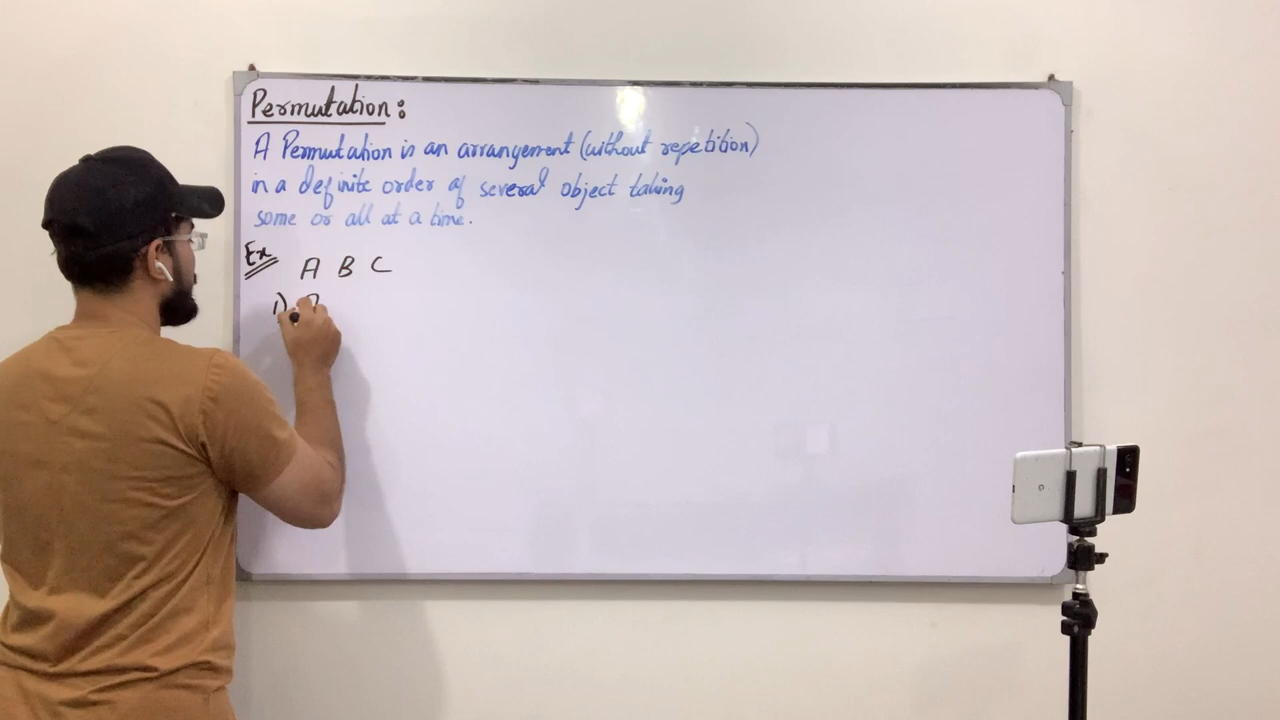 Permutation:
A Permutation is an arrangement (without repetition)
in a definite order of several object taking
some or all at a time.
Ex
A B C
1)